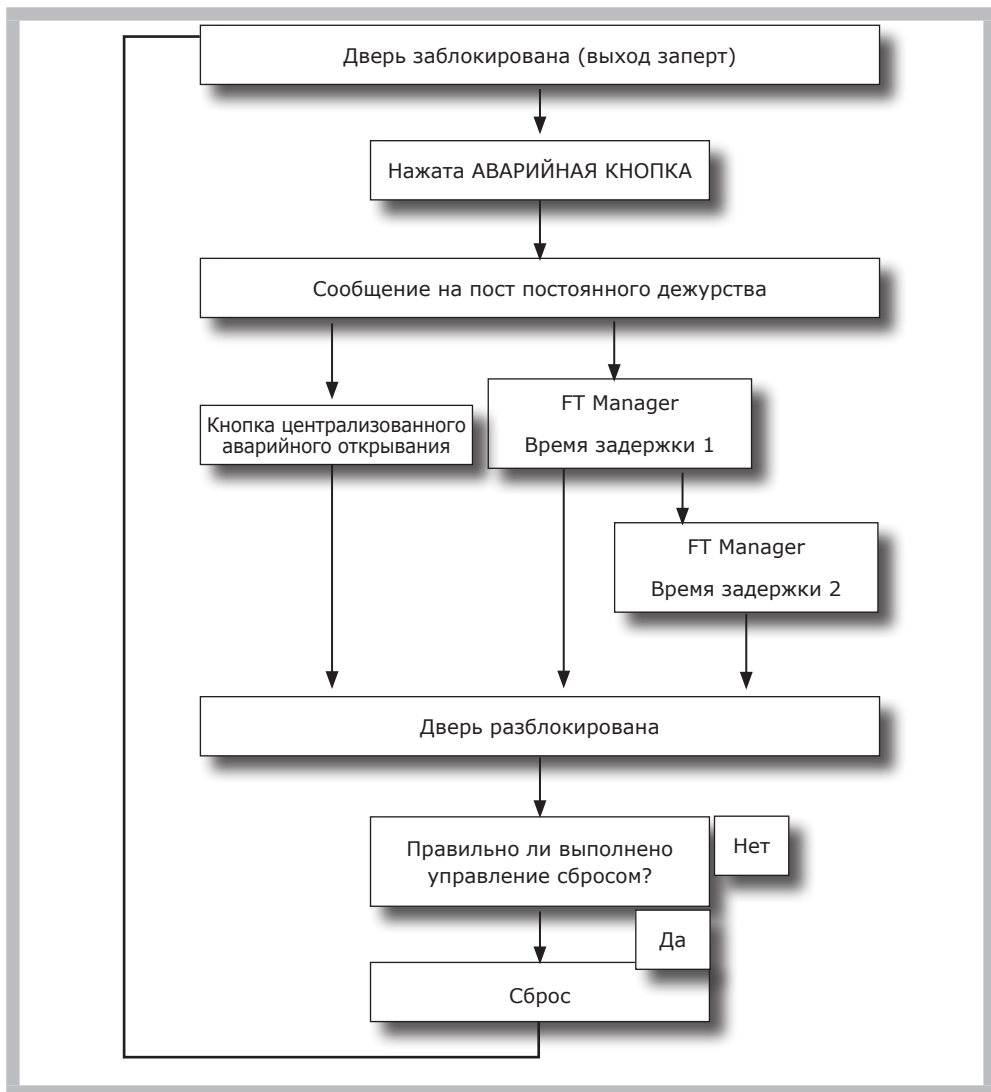 Дверь заблокирована (выход заперт)
Нажата АВАРИЙНАЯ КНОПКА
Сообщение на пост постоянного дежурства
Кнопка централизованного
аварийного открывания
FT Manager
Время задержки 1
FT Manager
Время задержки 2
Дверь разблокирована
Правильно ли выполнено
управление сбросом?
Нет
Да
Сброс